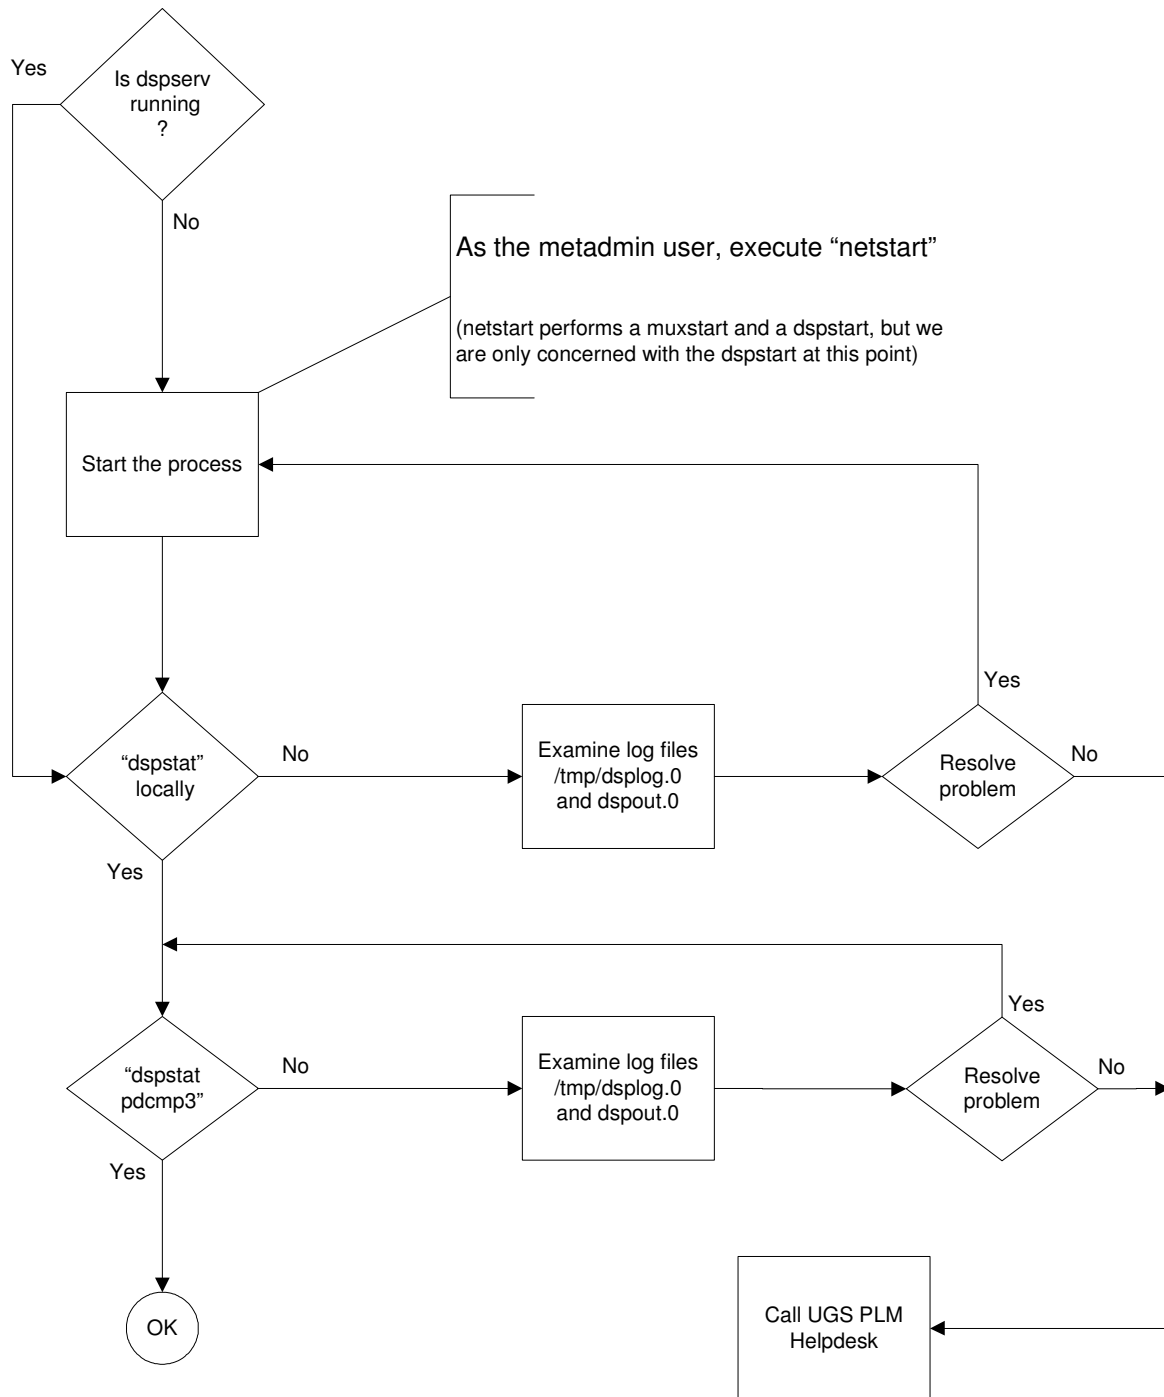 Yes
Is dspserv
running
?
No
As the metadmin user, execute “netstart”
(netstart performs a muxstart and a dspstart, but we
are only concerned with the dspstart at this point)
Start the process
Yes
“dspstat”
locally
No
Examine log files
/tmp/dsplog.0
and dspout.0
Resolve
problem
No
Yes
Yes
“dspstat
pdcmp3”
No
Examine log files
/tmp/dsplog.0
and dspout.0
Resolve
problem
No
Yes
OK
Call UGS PLM
Helpdesk